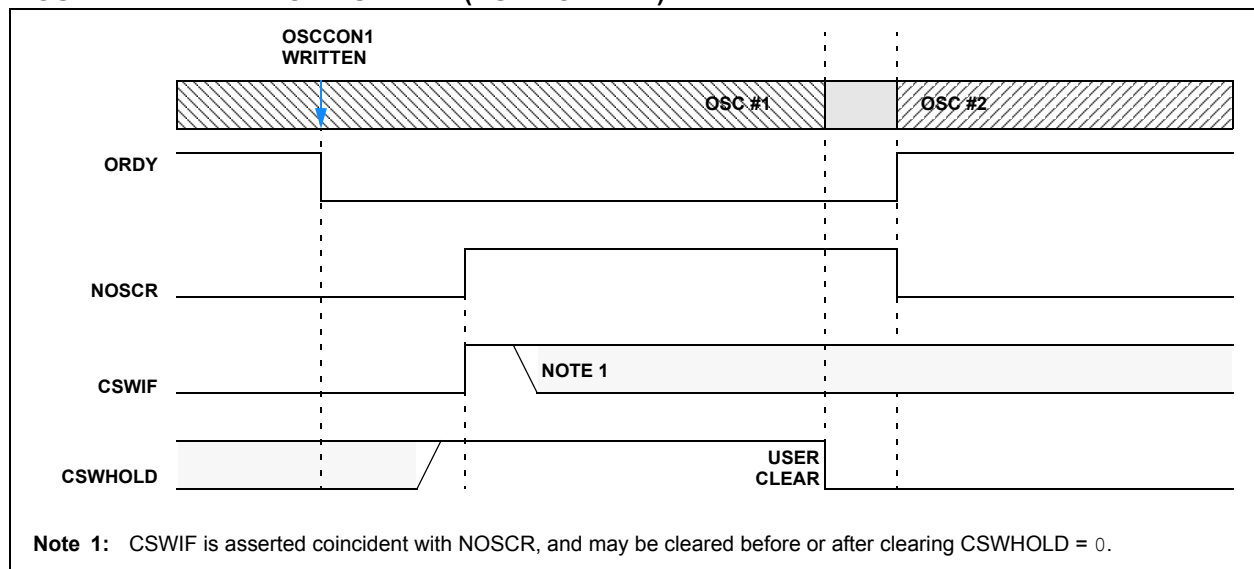 OSCCON1
WRITTEN
OSC #1
OSC #2
ORDY
NOSCR
CSWIF
NOTE 1
CSWHOLD
USER
CLEAR
Note 1: CSWIF is asserted coincident with NOSCR, and may be cleared before or after clearing CSWHOLD = 0.